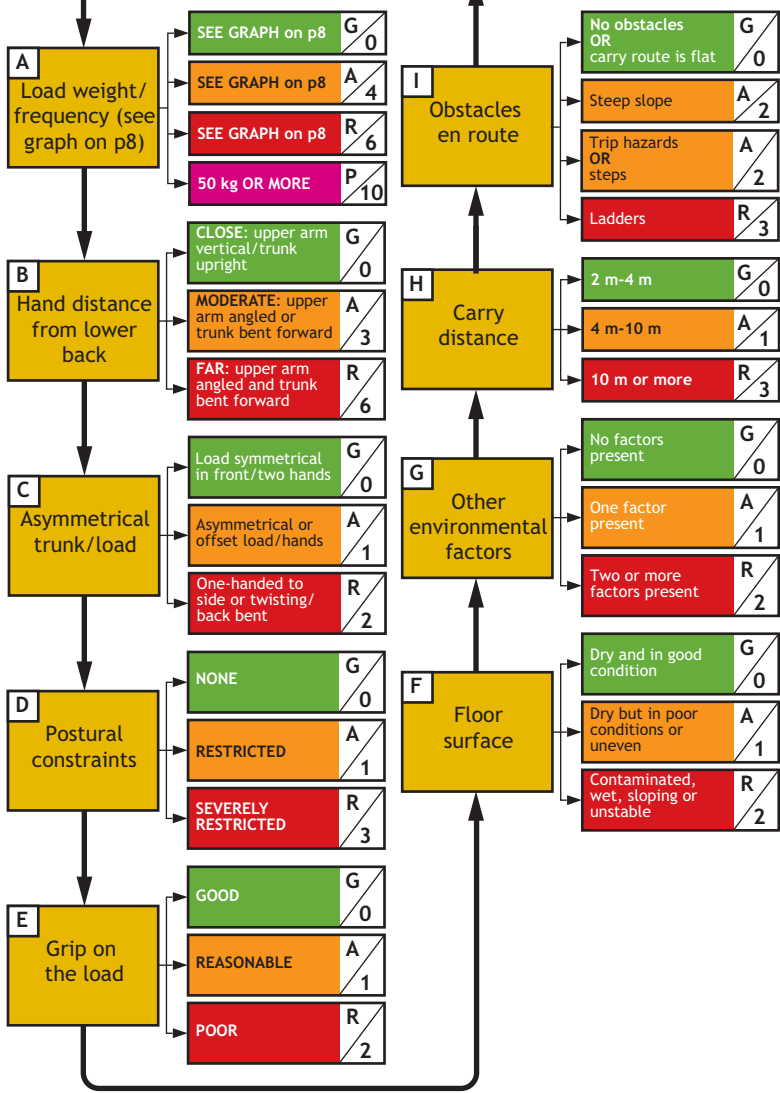 A
Load weight/
frequency (see
graph on p8)
SEE GRAPH on p8
G
0
SEE GRAPH on p8
A
4
SEE GRAPH on p8
R
6
50 kg OR MORE
P
10
B
Hand distance
from lower
back
CLOSE: upper arm
vertical/trunk
upright
G
0
MODERATE: upper
arm angled or
trunk bent forward
A
3
FAR: upper arm
angled and trunk
bent forward
R
6
C
Asymmetrical
trunk/load
Load symmetrical
in front/two hands
G
0
Asymmetrical or
offset load/hands
A
1
One-handed to
side or twisting/
back bent
R
2
D
Postural
constraints
NONE
G
0
RESTRICTED
A
1
SEVERELY
RESTRICTED
R
3
E
Grip on
the load
GOOD
G
0
REASONABLE
A
1
POOR
R
2
F
Floor
surface
Dry and in good
condition
G
0
Dry but in poor
conditions or
uneven
A
1
Contaminated,
wet, sloping or
unstable
R
2
G
Other
environmental
factors
No factors
present
G
0
One factor
present
A
1
Two or more
factors present
R
2
H
Carry
distance
2 m-4 m
G
0
4 m-10 m
A
1
10 m or more
R
3
I
Obstacles
en route
No obstacles
OR
carry route is flat
G
0
Steep slope
A
2
Trip hazards
OR
steps
A
2
Ladders
R
3